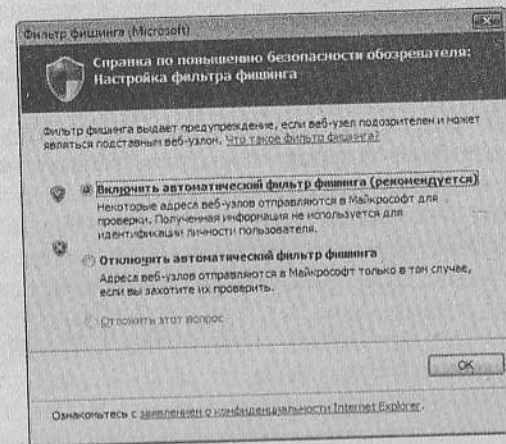 Фильтр фишинга (Microsoft)
Справка по повышению безопасности обозревателя:
Настройка фильтра фишинга
Фильтр фишинга выдает предупреждение, если веб-узел подозрителен и может
являться подставным веб-узлом. Что такое фильтр фишинга?
Включить автоматический фильтр фишинга (рекомендуется)
Некоторые адреса веб-узлов отправляются в Майкрософт для
проверки. Полученная информация не используется для
идентификации личности пользователя.
Отключить автоматический фильтр фишинга
Адреса веб-узлов отправляются в Майкрософт только в том случае,
если вы захотите их проверить.
Отложить этот вопрос
OK
Ознакомьтесь с заявлением о конфиденциальности Internet Explorer.